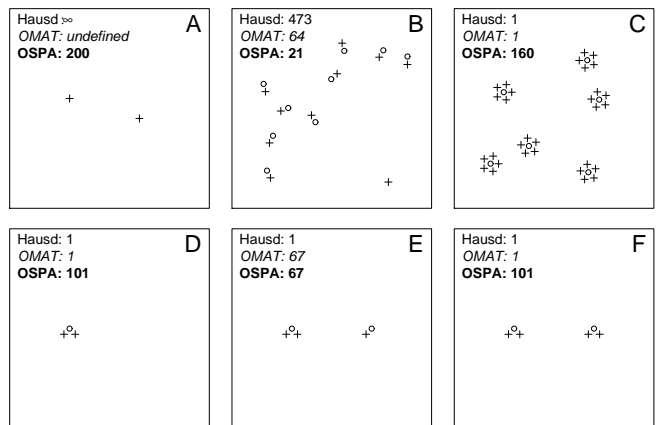 Hausd: ∞
OMAT: undefined
OSPA: 200
A
Hausd: 473
OMAT: 64
OSPA: 21
B
Hausd: 1
OMAT: 1
OSPA: 160
C
Hausd: 1
OMAT: 1
OSPA: 101
D
Hausd: 1
OMAT: 67
OSPA: 67
E
Hausd: 1
OMAT: 1
OSPA: 101
F